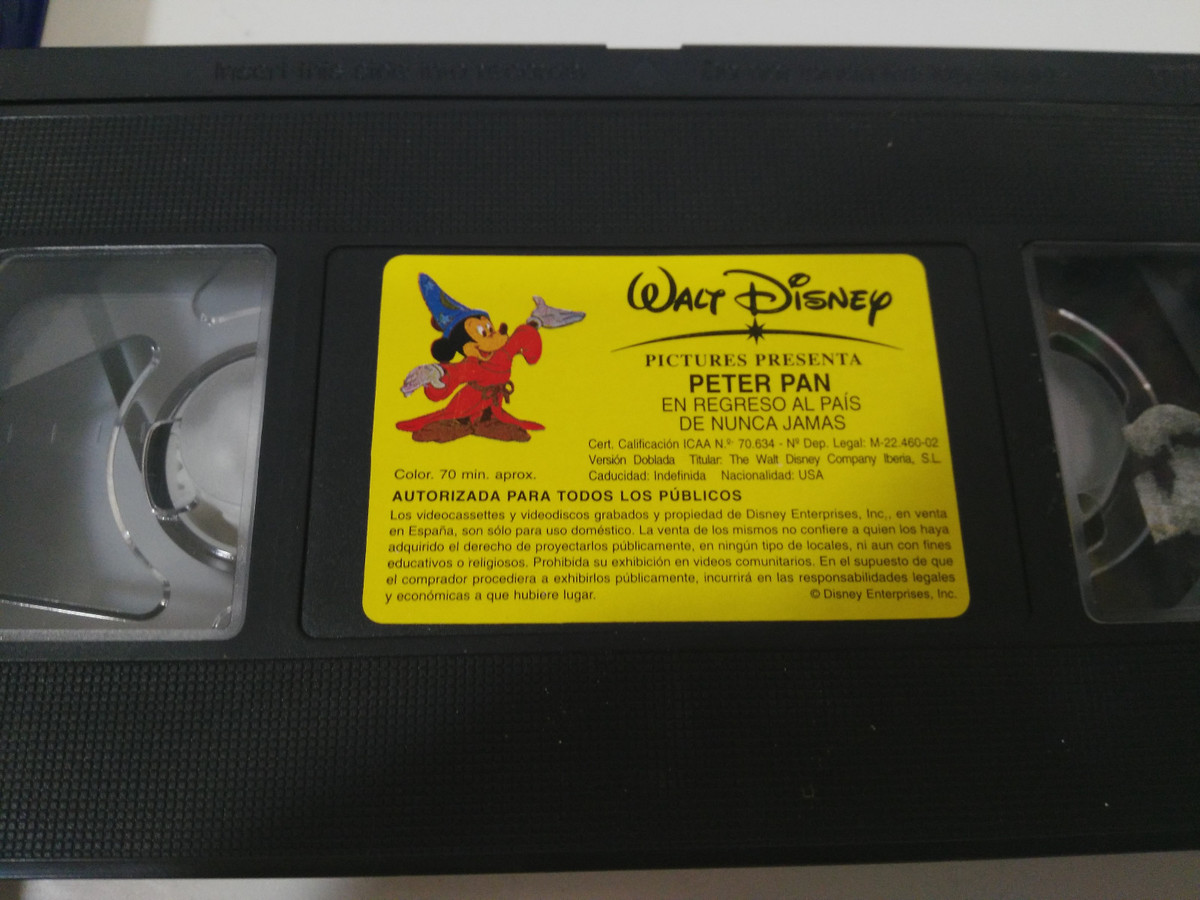 WALT DISNEY
PICTURES PRESENTA
PETER PAN
EN REGRESO AL PAÍS
DE NUNCA JAMAS
Cert. Calificación ICAA N.º 70.634 - Nº Dep. Legal: M-22.460-02
Versión Doblada Titular: The Walt Disney Company Iberia, S.L.
Color. 70 min. aprox. Caducidad: Indefinida Nacionalidad: USA
AUTORIZADA PARA TODOS LOS PÚBLICOS
Los videocassettes y videodiscos grabados y propiedad de Disney Enterprises, Inc,, en venta
en España, son sólo para uso doméstico. La venta de los mismos no confiere a quien los haya
adquirido el derecho de proyectarlos públicamente, en ningún tipo de locales, ni aun con fines
educativos o religiosos. Prohibida su exhibición en videos comunitarios. En el supuesto de que
el comprador procediera a exhibirlos públicamente, incurrirá en las responsabilidades legales
y económicas a que hubiere lugar. © Disney Enterprises, Inc.